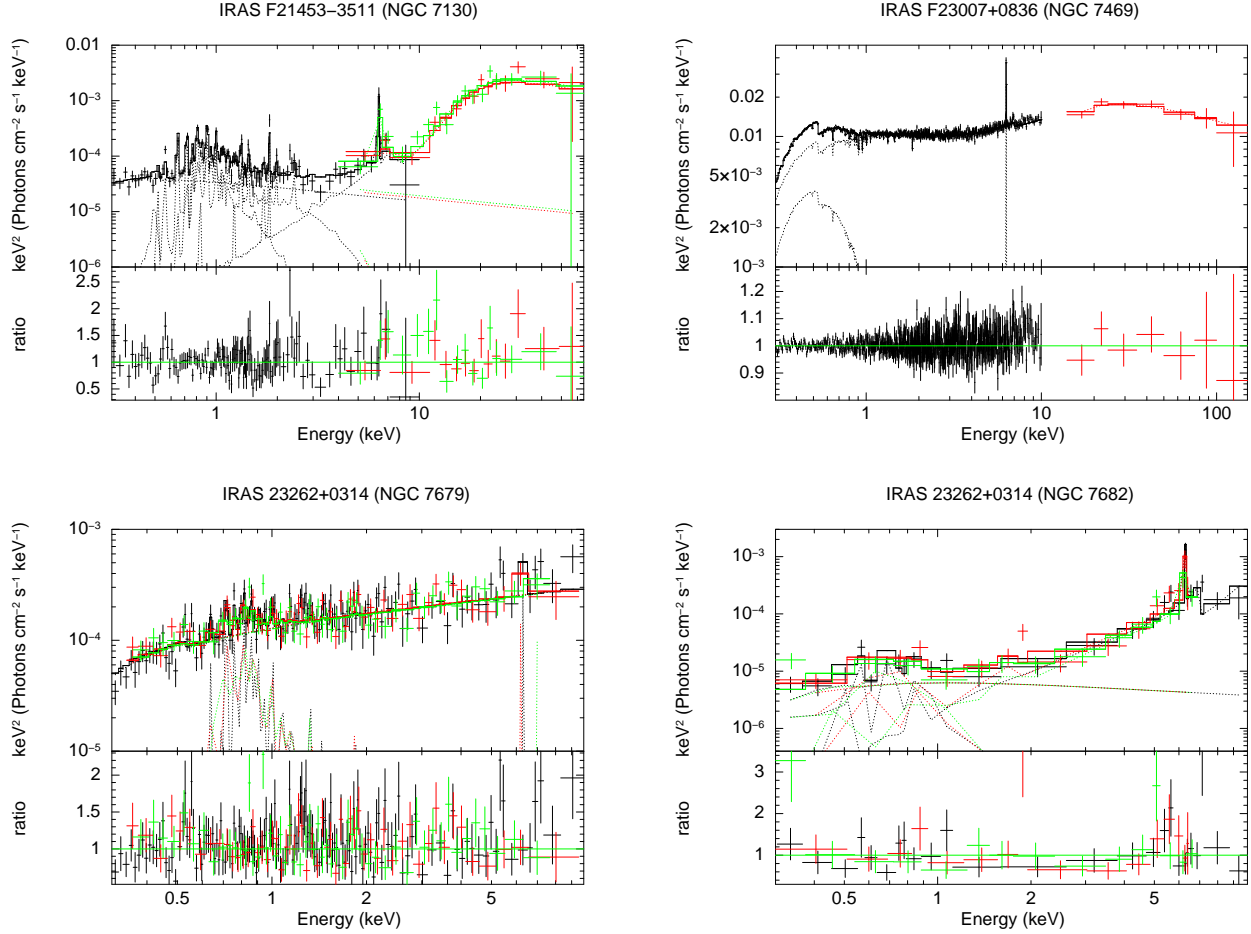 IRAS F21453−3511 (NGC 7130)
keV² (Photons cm⁻² s⁻¹ keV⁻¹)
0.01
10⁻³
10⁻⁴
10⁻⁵
10⁻⁶
ratio
2.5
2
1.5
1
0.5
1
10
Energy (keV)
IRAS F23007+0836 (NGC 7469)
keV² (Photons cm⁻² s⁻¹ keV⁻¹)
0.02
0.01
5×10⁻³
2×10⁻³
10⁻³
ratio
1.2
1.1
1.0
0.9
1
10
100
Energy (keV)
IRAS 23262+0314 (NGC 7679)
keV² (Photons cm⁻² s⁻¹ keV⁻¹)
10⁻³
10⁻⁴
10⁻⁵
ratio
2
1.5
1
0.5
1
2
5
Energy (keV)
IRAS 23262+0314 (NGC 7682)
keV² (Photons cm⁻² s⁻¹ keV⁻¹)
10⁻³
10⁻⁴
10⁻⁵
10⁻⁶
ratio
3
2
1
0.5
1
2
5
Energy (keV)